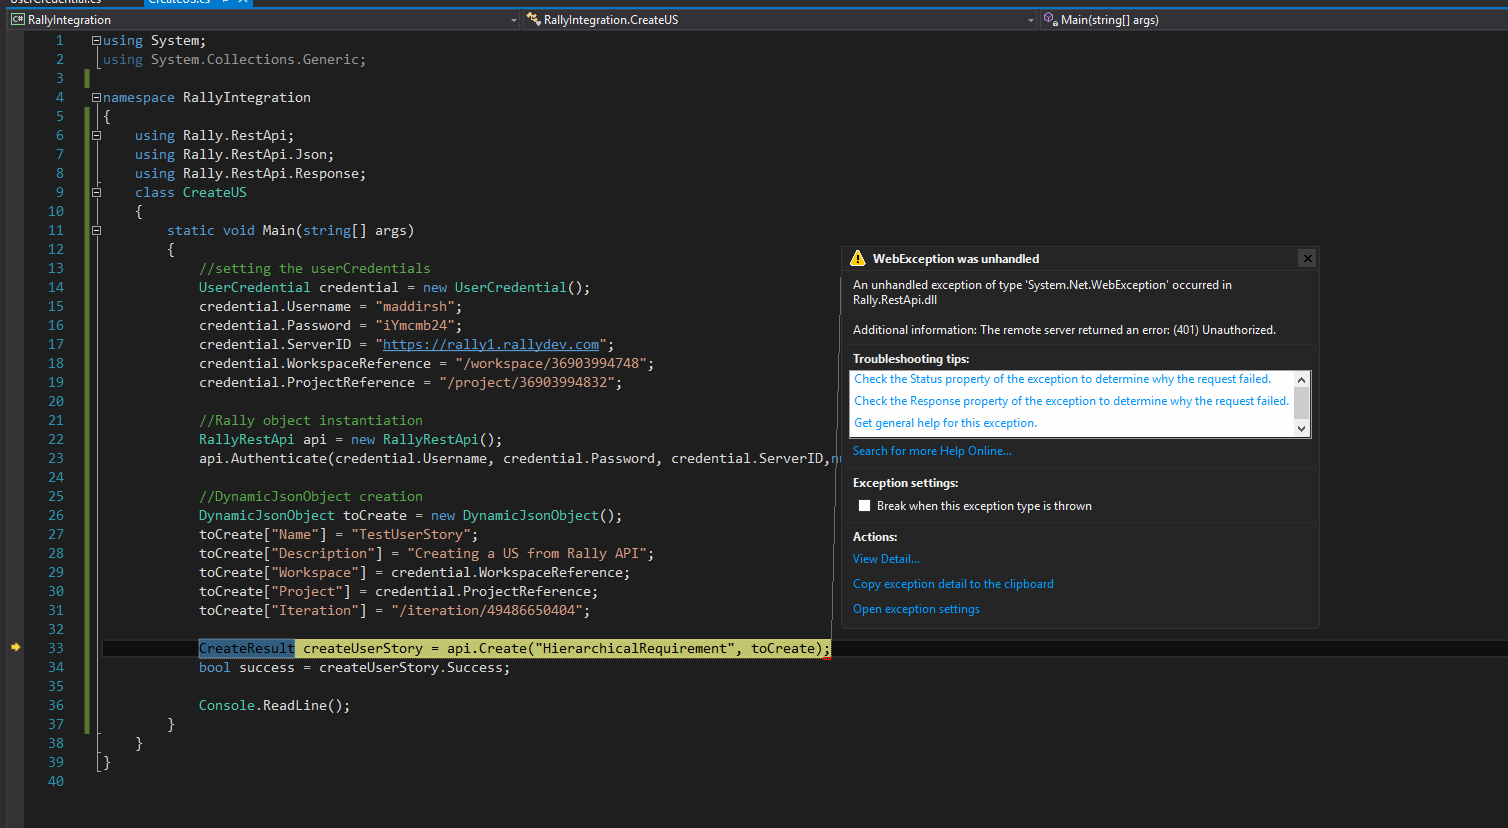 UserCredential.cs CreateUS.cs
RallyIntegration RallyIntegration.CreateUS Main(string[] args)
1 using System;
2 using System.Collections.Generic;
3
4 namespace RallyIntegration
5 {
6 using Rally.RestApi;
7 using Rally.RestApi.Json;
8 using Rally.RestApi.Response;
9 class CreateUS
10 {
11 static void Main(string[] args)
12 {
13 //setting the userCredentials
14 UserCredential credential = new UserCredential();
15 credential.Username = "maddirsh";
16 credential.Password = "iYmcmb24";
17 credential.ServerID = "https://rally1.rallydev.com";
18 credential.WorkspaceReference = "/workspace/36903994748";
19 credential.ProjectReference = "/project/36903994832";
20
21 //Rally object instantiation
22 RallyRestApi api = new RallyRestApi();
23 api.Authenticate(credential.Username, credential.Password, credential.ServerID,
24
25 //DynamicJsonObject creation
26 DynamicJsonObject toCreate = new DynamicJsonObject();
27 toCreate["Name"] = "TestUserStory";
28 toCreate["Description"] = "Creating a US from Rally API";
29 toCreate["Workspace"] = credential.WorkspaceReference;
30 toCreate["Project"] = credential.ProjectReference;
31 toCreate["Iteration"] = "/iteration/49486650404";
32
33 CreateResult createUserStory = api.Create("HierarchicalRequirement", toCreate);
34 bool success = createUserStory.Success;
35
36 Console.ReadLine();
37 }
38 }
39 }
40
WebException was unhandled
An unhandled exception of type 'System.Net.WebException' occurred in
Rally.RestApi.dll
Additional information: The remote server returned an error: (401) Unauthorized.
Troubleshooting tips:
Check the Status property of the exception to determine why the request failed.
Check the Response property of the exception to determine why the request failed.
Get general help for this exception.
Search for more Help Online...
Exception settings:
Break when this exception type is thrown
Actions:
View Detail...
Copy exception detail to the clipboard
Open exception settings